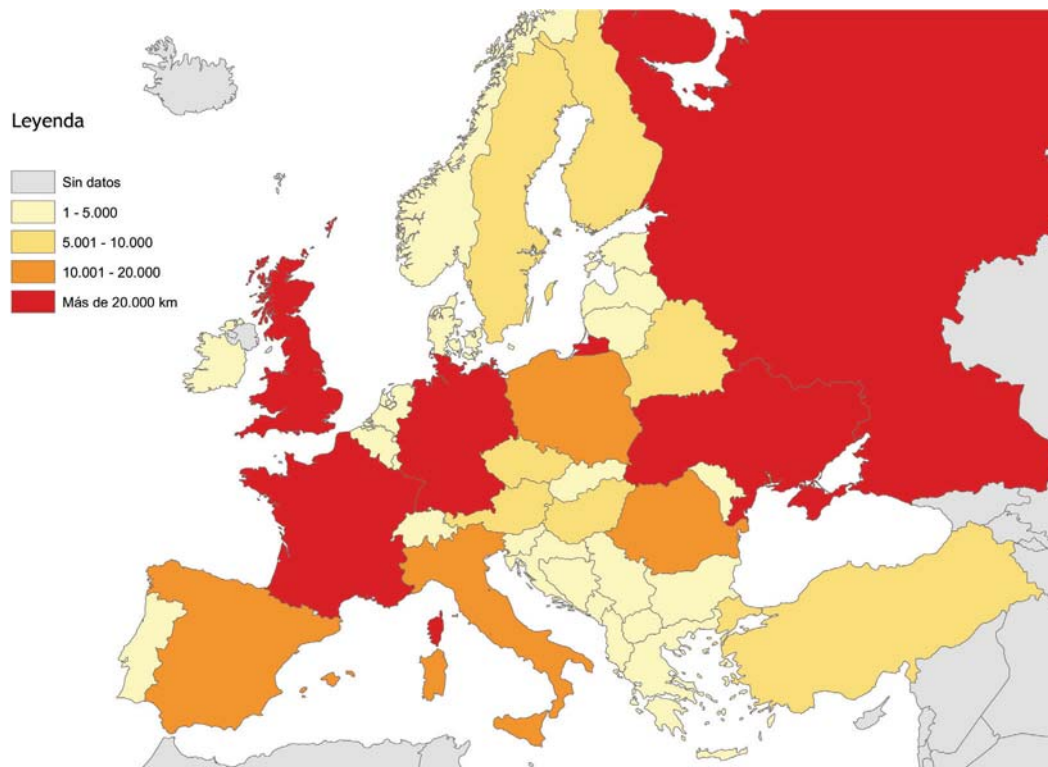 Leyenda
Sin datos
1 - 5.000
5.001 - 10.000
10.001 - 20.000
Más de 20.000 km